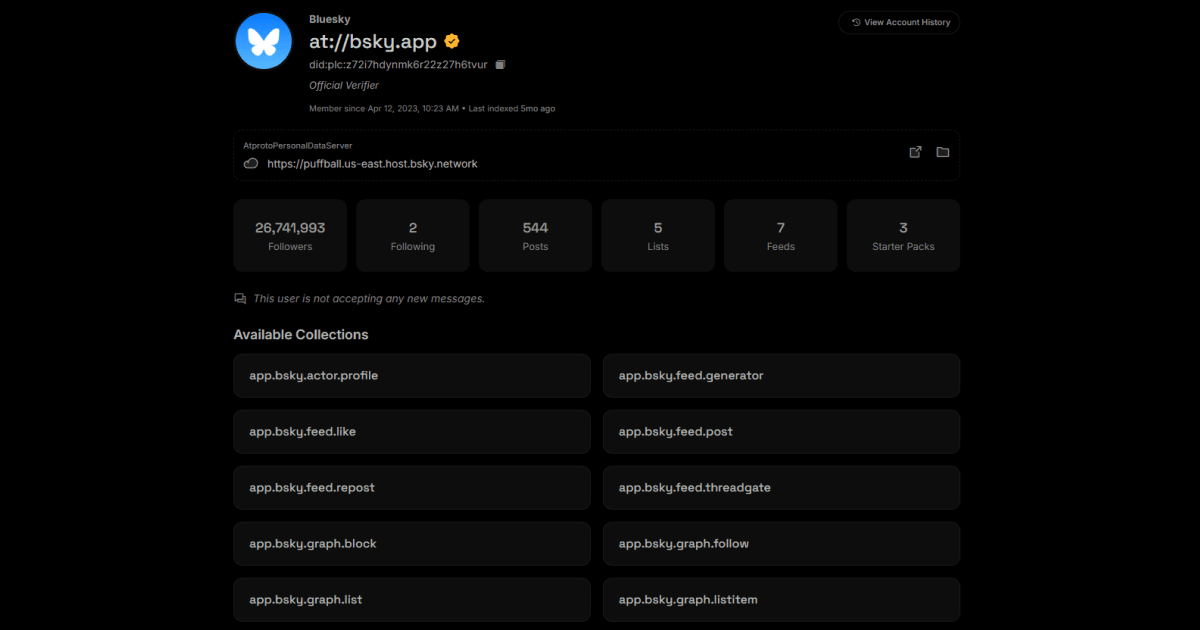 Bluesky
View Account History
at://bsky.app
did:plc:z72i7hdynmk6r22z27h6tvur
Official Verifier
Member since Apr 12, 2023, 10:23 AM • Last indexed 5mo ago
AtprotoPersonalDataServer
https://puffball.us-east.host.bsky.network
26,741,993
Followers
2
Following
544
Posts
5
Lists
7
Feeds
3
Starter Packs
This user is not accepting any new messages.
Available Collections
app.bsky.actor.profile
app.bsky.feed.generator
app.bsky.feed.like
app.bsky.feed.post
app.bsky.feed.repost
app.bsky.feed.threadgate
app.bsky.graph.block
app.bsky.graph.follow
app.bsky.graph.list
app.bsky.graph.listitem